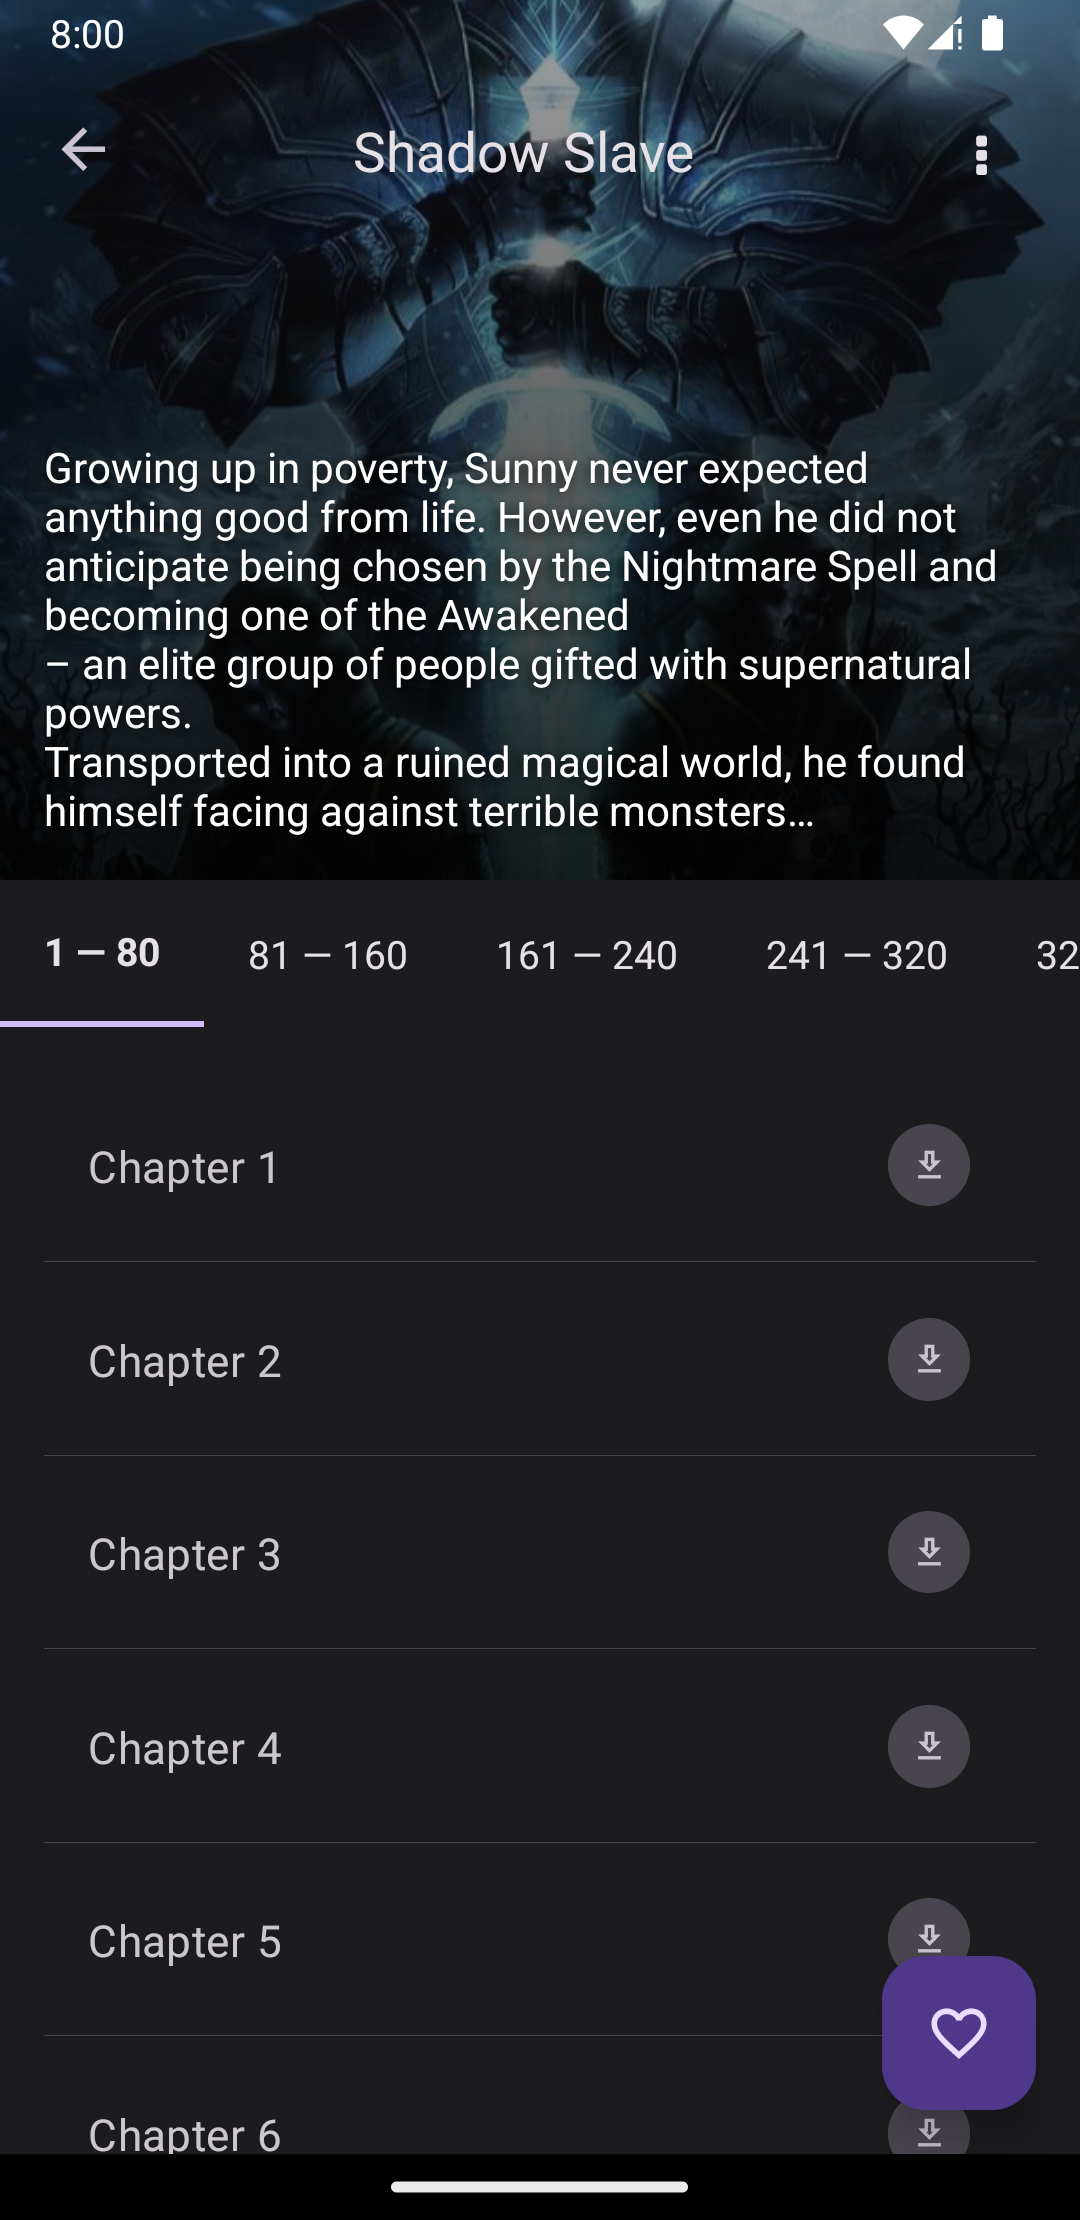 8:00
Shadow Slave
Growing up in poverty, Sunny never expected
anything good from life. However, even he did not
anticipate being chosen by the Nightmare Spell and
becoming one of the Awakened
– an elite group of people gifted with supernatural
powers.
Transported into a ruined magical world, he found
himself facing against terrible monsters…
1 — 80 81 — 160 161 — 240 241 — 320 32
Chapter 1
Chapter 2
Chapter 3
Chapter 4
Chapter 5
Chapter 6